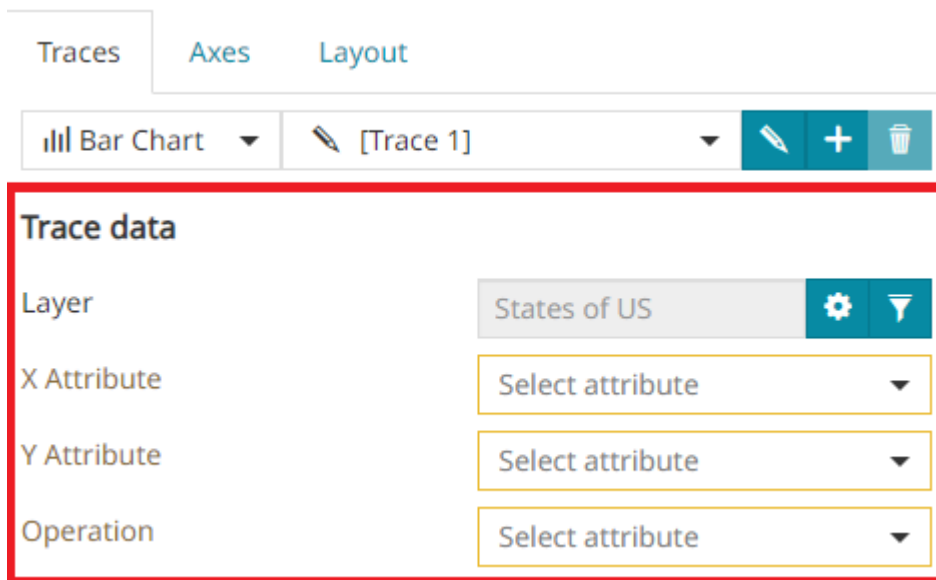 Traces Axes Layout
Bar Chart [Trace 1]
Trace data
Layer States of US
X Attribute Select attribute
Y Attribute Select attribute
Operation Select attribute